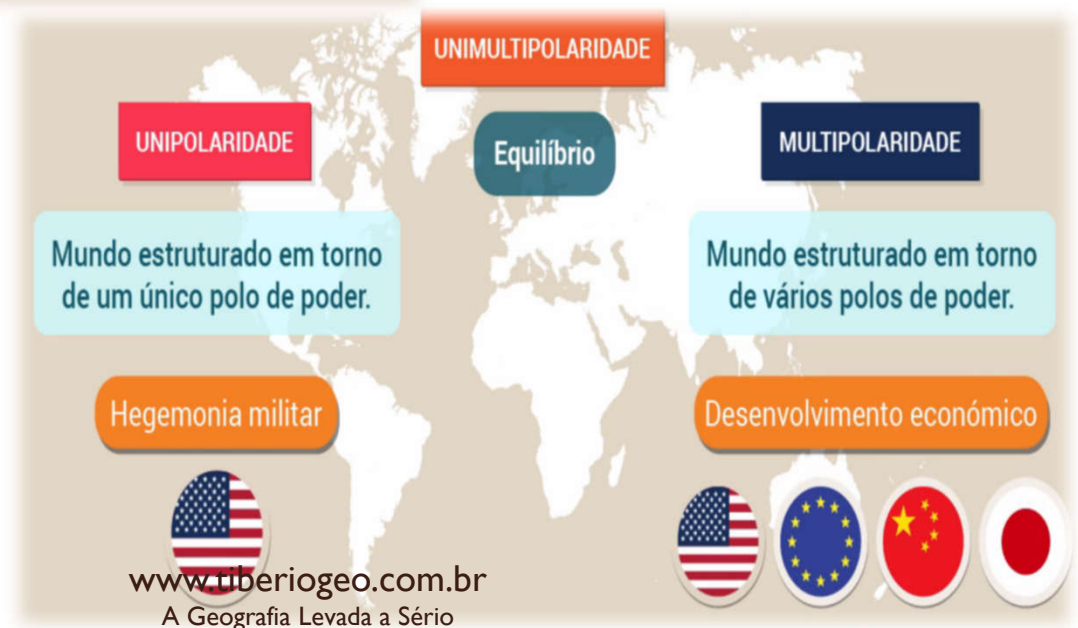 UNIMULTIPOLARIDADE
UNIPOLARIDADE
Equilíbrio
MULTIPOLARIDADE
Mundo estruturado em torno
de um único polo de poder.
Mundo estruturado em torno
de vários polos de poder.
Hegemonia militar
Desenvolvimento económico
www.tiberiogeo.com.br
A Geografia Levada a Sério